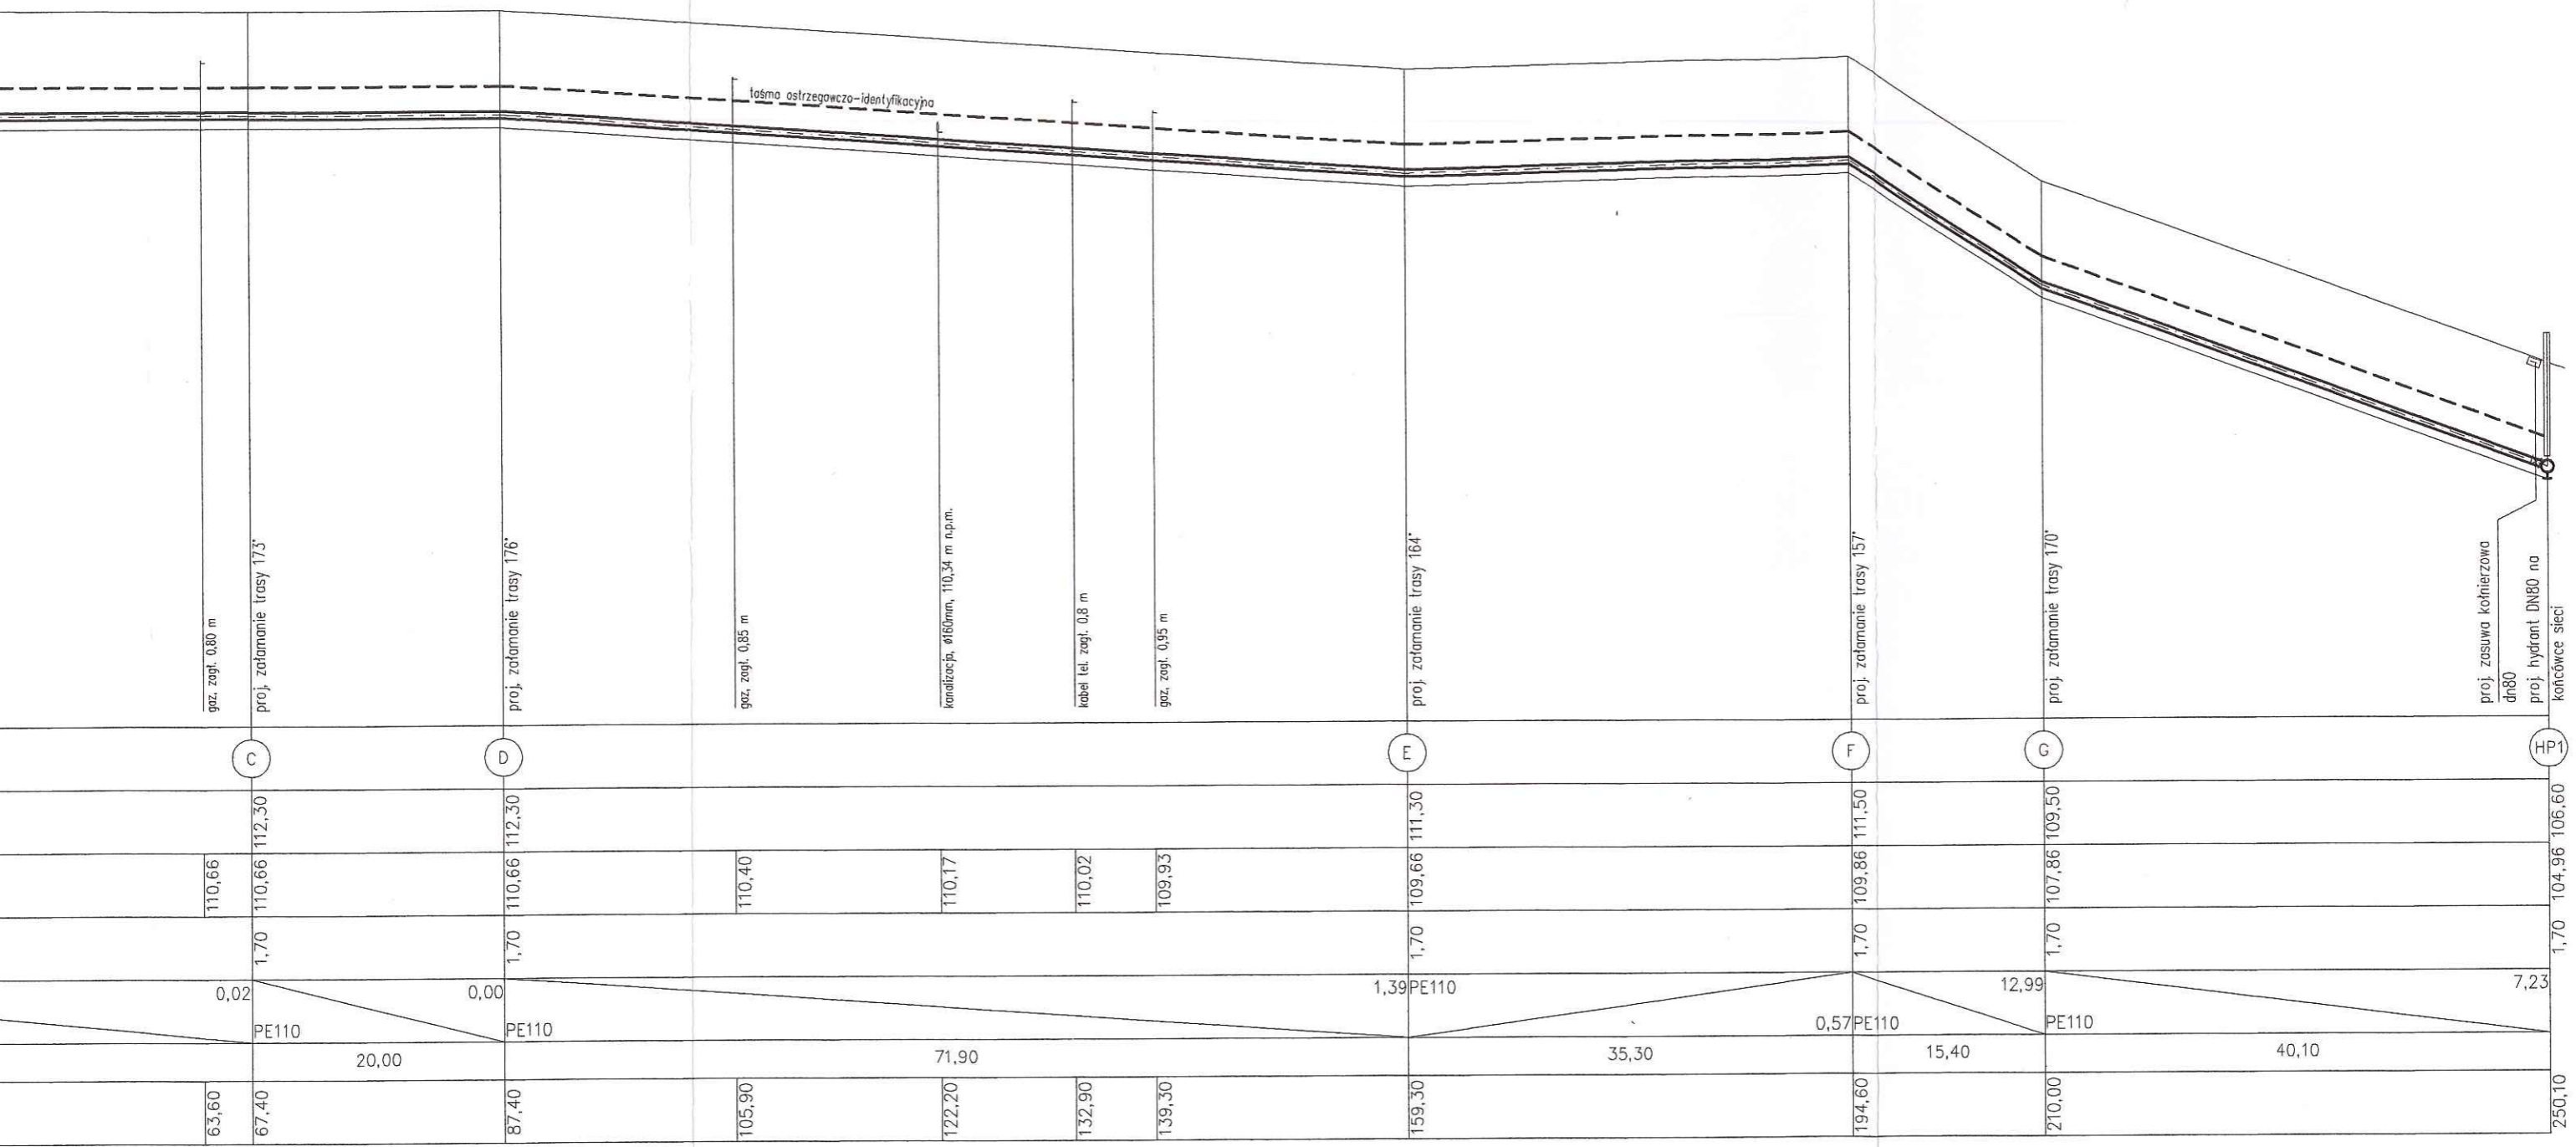 taśma ostrzegawczo-identyfikacyjna
gaz, zagł. 0,80 m
proj. załamanie trasy 173°
proj. załamanie trasy 176°
gaz, zagł. 0,85 m
kanalizacja, ø160mm, 110,34 m n.p.m.
kabel tel. zagł. 0,8 m
gaz, zagł. 0,95 m
proj. załamanie trasy 164°
proj. załamanie trasy 157°
proj. załamanie trasy 170°
proj. zasuwa kołnierzowa
dn80
proj. hydrant DN80 na
końcówce sieci
C D E F G HP1
112,30 112,30 111,30 111,50 109,50 106,60
110,66 110,66 110,66 110,40 110,17 110,02 109,93 109,66 109,86 107,86 104,96
1,70 1,70 1,70 1,70 1,70 1,70
0,02 0,00 1,39 PE110 12,99 7,23
PE110 PE110 0,57 PE110 PE110
20,00 71,90 35,30 15,40 40,10
63,60 67,40 87,40 105,90 122,20 132,90 139,30 159,30 194,60 210,00 250,10